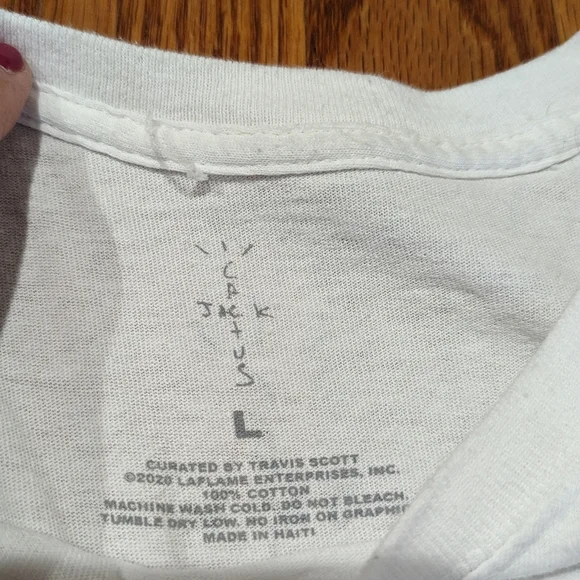 CACTUS
JACK
L
CURATED BY TRAVIS SCOTT
©2020 LAFLAME ENTERPRISES, INC.
100% COTTON
MACHINE WASH COLD. DO NOT BLEACH.
TUMBLE DRY LOW. NO IRON ON GRAPHIC
MADE IN HAITI